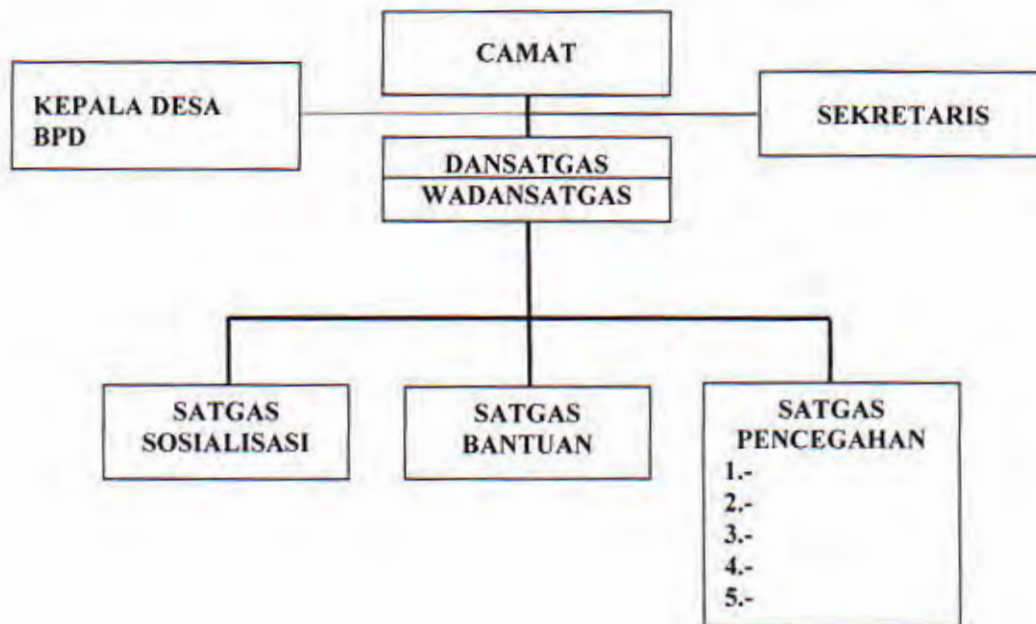 CAMAT
KEPALA DESA
BPD
SEKRETARIS
DANSATGAS
WADANSATGAS
SATGAS
SOSIALISASI
SATGAS
BANTUAN
SATGAS
PENCEGAHAN
1.-
2.-
3.-
4.-
5.-